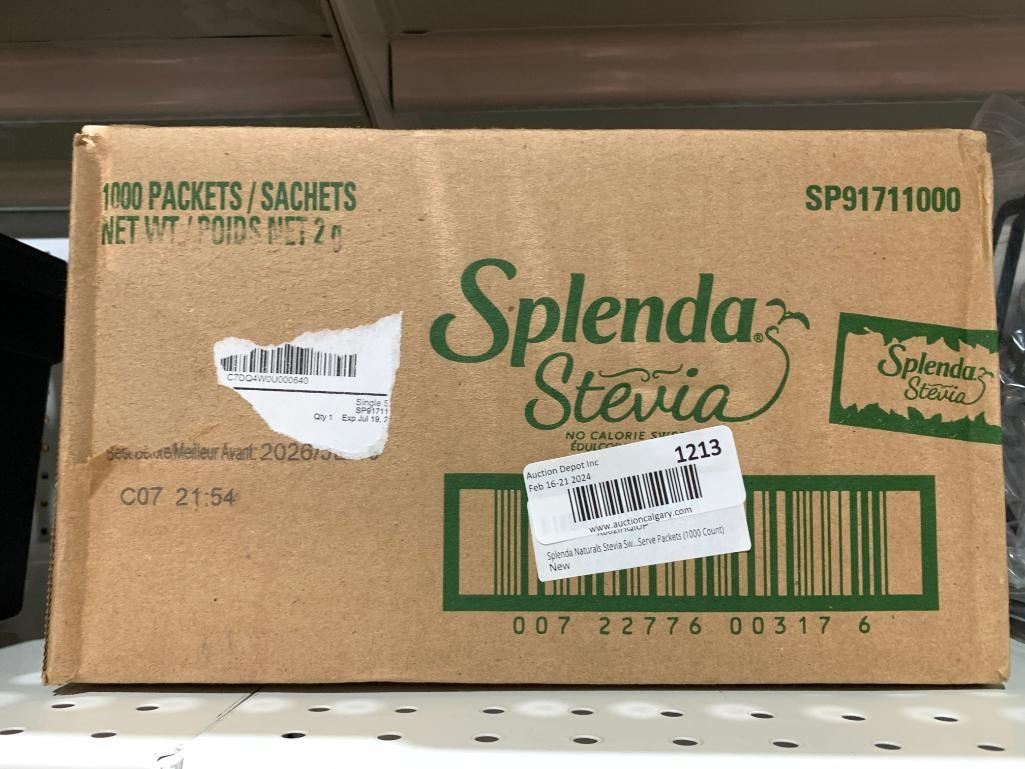 1000 PACKETS / SACHETS
NET WT. / POIDS NET 2 g
SP91711000
Splenda®
Stevia
NO CALORIE
Splenda
Stevia
C7DQ4W0U000640
Single
SP91711
Qty 1 Exp Jul 19,
Best Before/Meilleur Avant: 2026/
C07 21:54
Auction Depot Inc
Feb 16-21 2024
1213
www.auctioncalgary.com
Splenda Naturals Stevia Sw...Serve Packets (1000 Count)
New
007 22776 00317 6